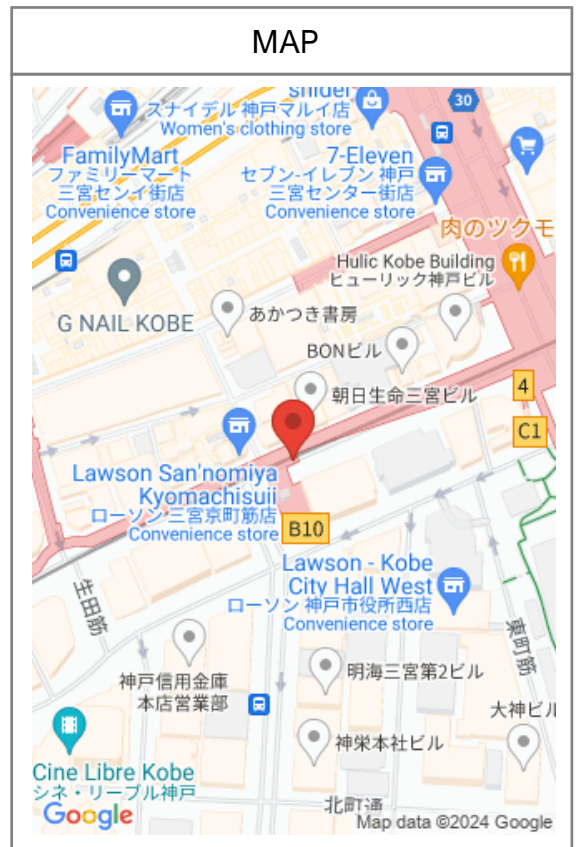 MAP
snidel
スナイデル 神戸マルイ店
Women's clothing store
30
FamilyMart
ファミリーマート
三宮センイ街店
Convenience store
7-Eleven
セブン-イレブン 神戸
三宮センター街店
Convenience store
肉のツクモ
Hulic Kobe Building
ヒューリック神戸ビル
G NAIL KOBE
あかつき書房
BONビル
朝日生命三宮ビル
4
C1
Lawson San'nomiya
Kyomachisuji
ローソン 三宮京町筋店
Convenience store
B10
Lawson - Kobe
City Hall West
ローソン 神戸市役所西店
Convenience store
生田筋
東町筋
神戸信用金庫
本店営業部
明海三宮第2ビル
大神ビル
神栄本社ビル
Cine Libre Kobe
シネ・リーブル神戸
北町通
Google
Map data ©2024 Google